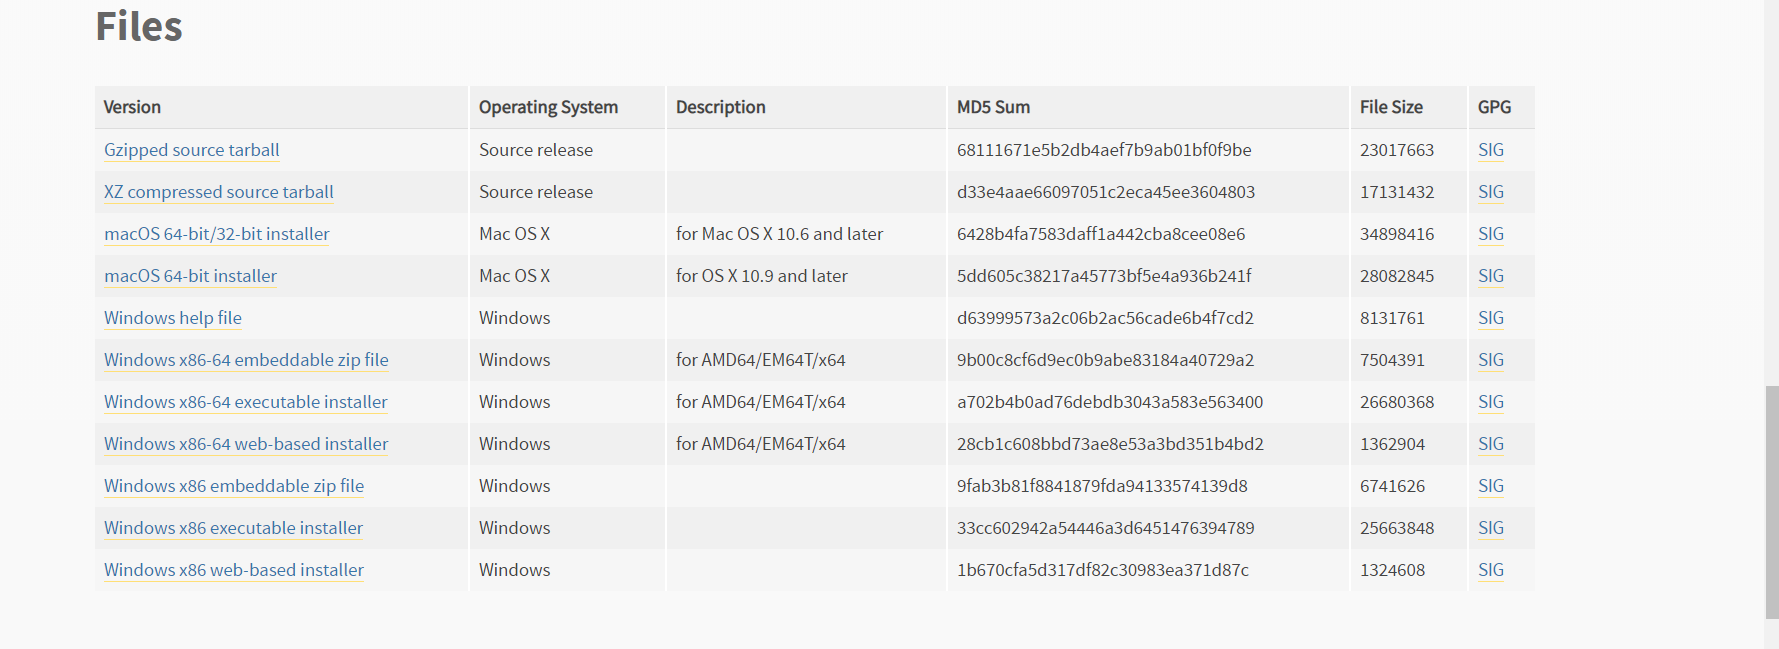 Files
Version Operating System Description MD5 Sum File Size GPG
Gzipped source tarball Source release 68111671e5b2db4aef7b9ab01bf0f9be 23017663 SIG
XZ compressed source tarball Source release d33e4aae66097051c2eca45ee3604803 17131432 SIG
macOS 64-bit/32-bit installer Mac OS X for Mac OS X 10.6 and later 6428b4fa7583daff1a442cba8cee08e6 34898416 SIG
macOS 64-bit installer Mac OS X for OS X 10.9 and later 5dd605c38217a45773bf5e4a936b241f 28082845 SIG
Windows help file Windows d63999573a2c06b2ac56cade6b4f7cd2 8131761 SIG
Windows x86-64 embeddable zip file Windows for AMD64/EM64T/x64 9b00c8cf6d9ec0b9abe83184a40729a2 7504391 SIG
Windows x86-64 executable installer Windows for AMD64/EM64T/x64 a702b4b0ad76debdb3043a583e563400 26680368 SIG
Windows x86-64 web-based installer Windows for AMD64/EM64T/x64 28cb1c608bbd73ae8e53a3bd351b4bd2 1362904 SIG
Windows x86 embeddable zip file Windows 9fab3b81f8841879fda94133574139d8 6741626 SIG
Windows x86 executable installer Windows 33cc602942a54446a3d6451476394789 25663848 SIG
Windows x86 web-based installer Windows 1b670cfa5d317df82c30983ea371d87c 1324608 SIG